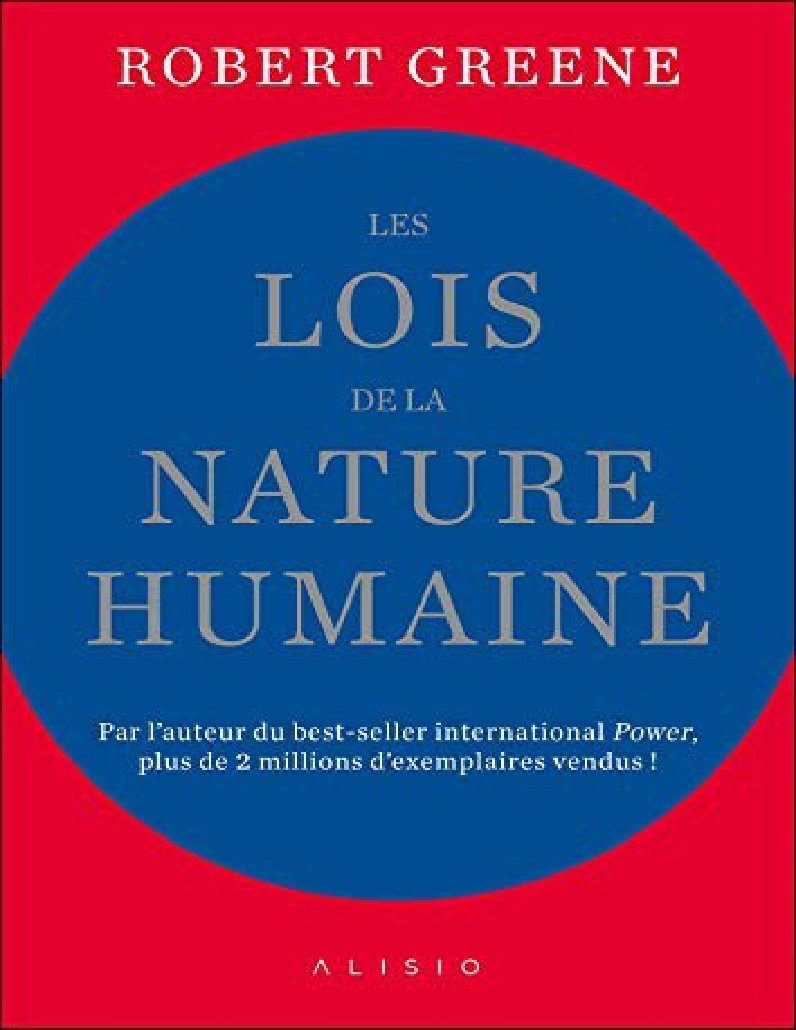 ROBERT GREENE
LES
LOIS
DE LA
NATURE
HUMAINE
Par l'auteur du best-seller international Power,
plus de 2 millions d'exemplaires vendus !
ALISIO